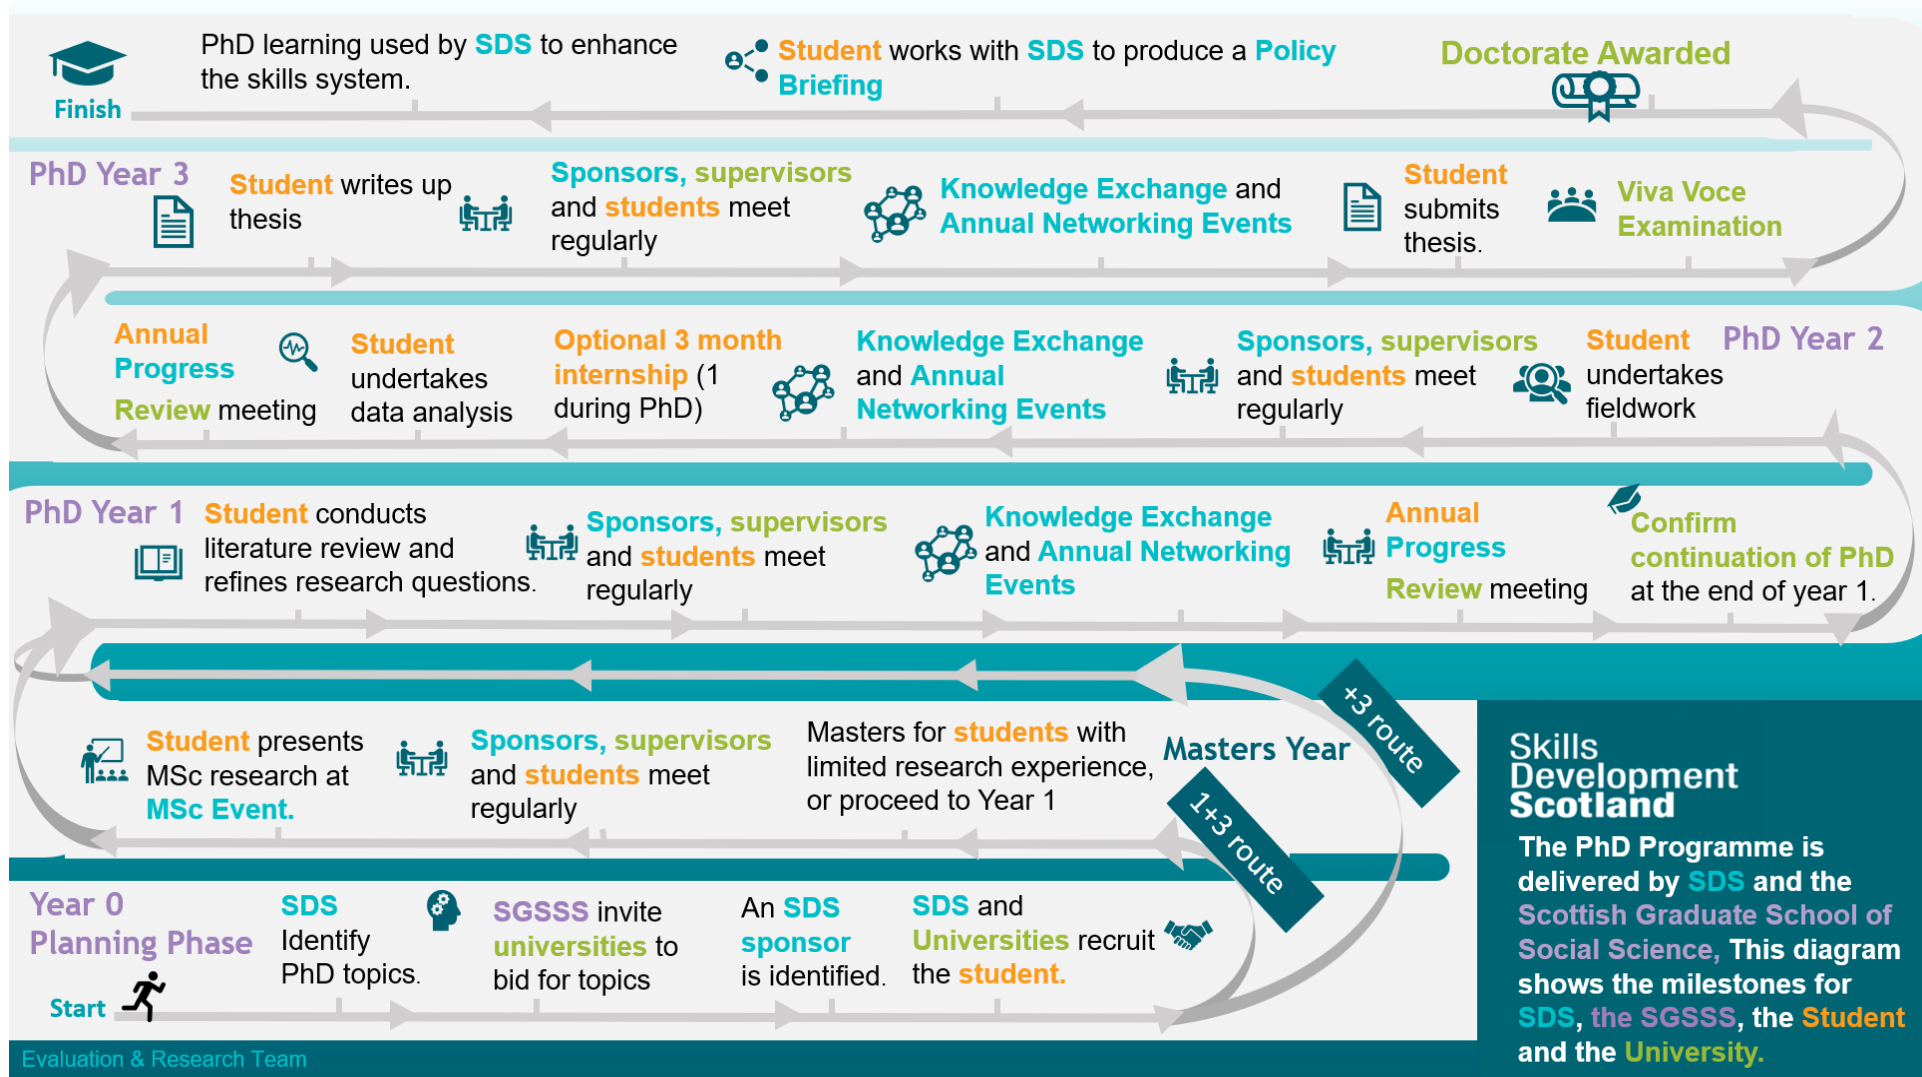 PhD learning used by SDS to enhance
the skills system.
Student works with SDS to produce a Policy
Briefing
Doctorate Awarded
Finish
PhD Year 3
Student writes up
thesis
Sponsors, supervisors
and students meet
regularly
Knowledge Exchange and
Annual Networking Events
Student
submits
thesis.
Viva Voce
Examination
Annual
Progress
Review meeting
Student
undertakes
data analysis
Optional 3 month
internship (1
during PhD)
Knowledge Exchange
and Annual
Networking Events
Sponsors, supervisors
and students meet
regularly
Student
undertakes
fieldwork
PhD Year 2
PhD Year 1
Student conducts
literature review and
refines research questions.
Sponsors, supervisors
and students meet
regularly
Knowledge Exchange
and Annual Networking
Events
Annual
Progress
Review meeting
Confirm
continuation of PhD
at the end of year 1.
Student presents
MSc research at
MSc Event.
Sponsors, supervisors
and students meet
regularly
Masters for students with
limited research experience,
or proceed to Year 1
Masters Year
+3 route
1+3 route
Year 0
Planning Phase
Start
SDS
Identify
PhD topics.
SGSSS invite
universities to
bid for topics
An SDS
sponsor
is identified.
SDS and
Universities recruit
the student.
Skills
Development
Scotland
The PhD Programme is
delivered by SDS and the
Scottish Graduate School of
Social Science, This diagram
shows the milestones for
SDS, the SGSSS, the Student
and the University.
Evaluation & Research Team